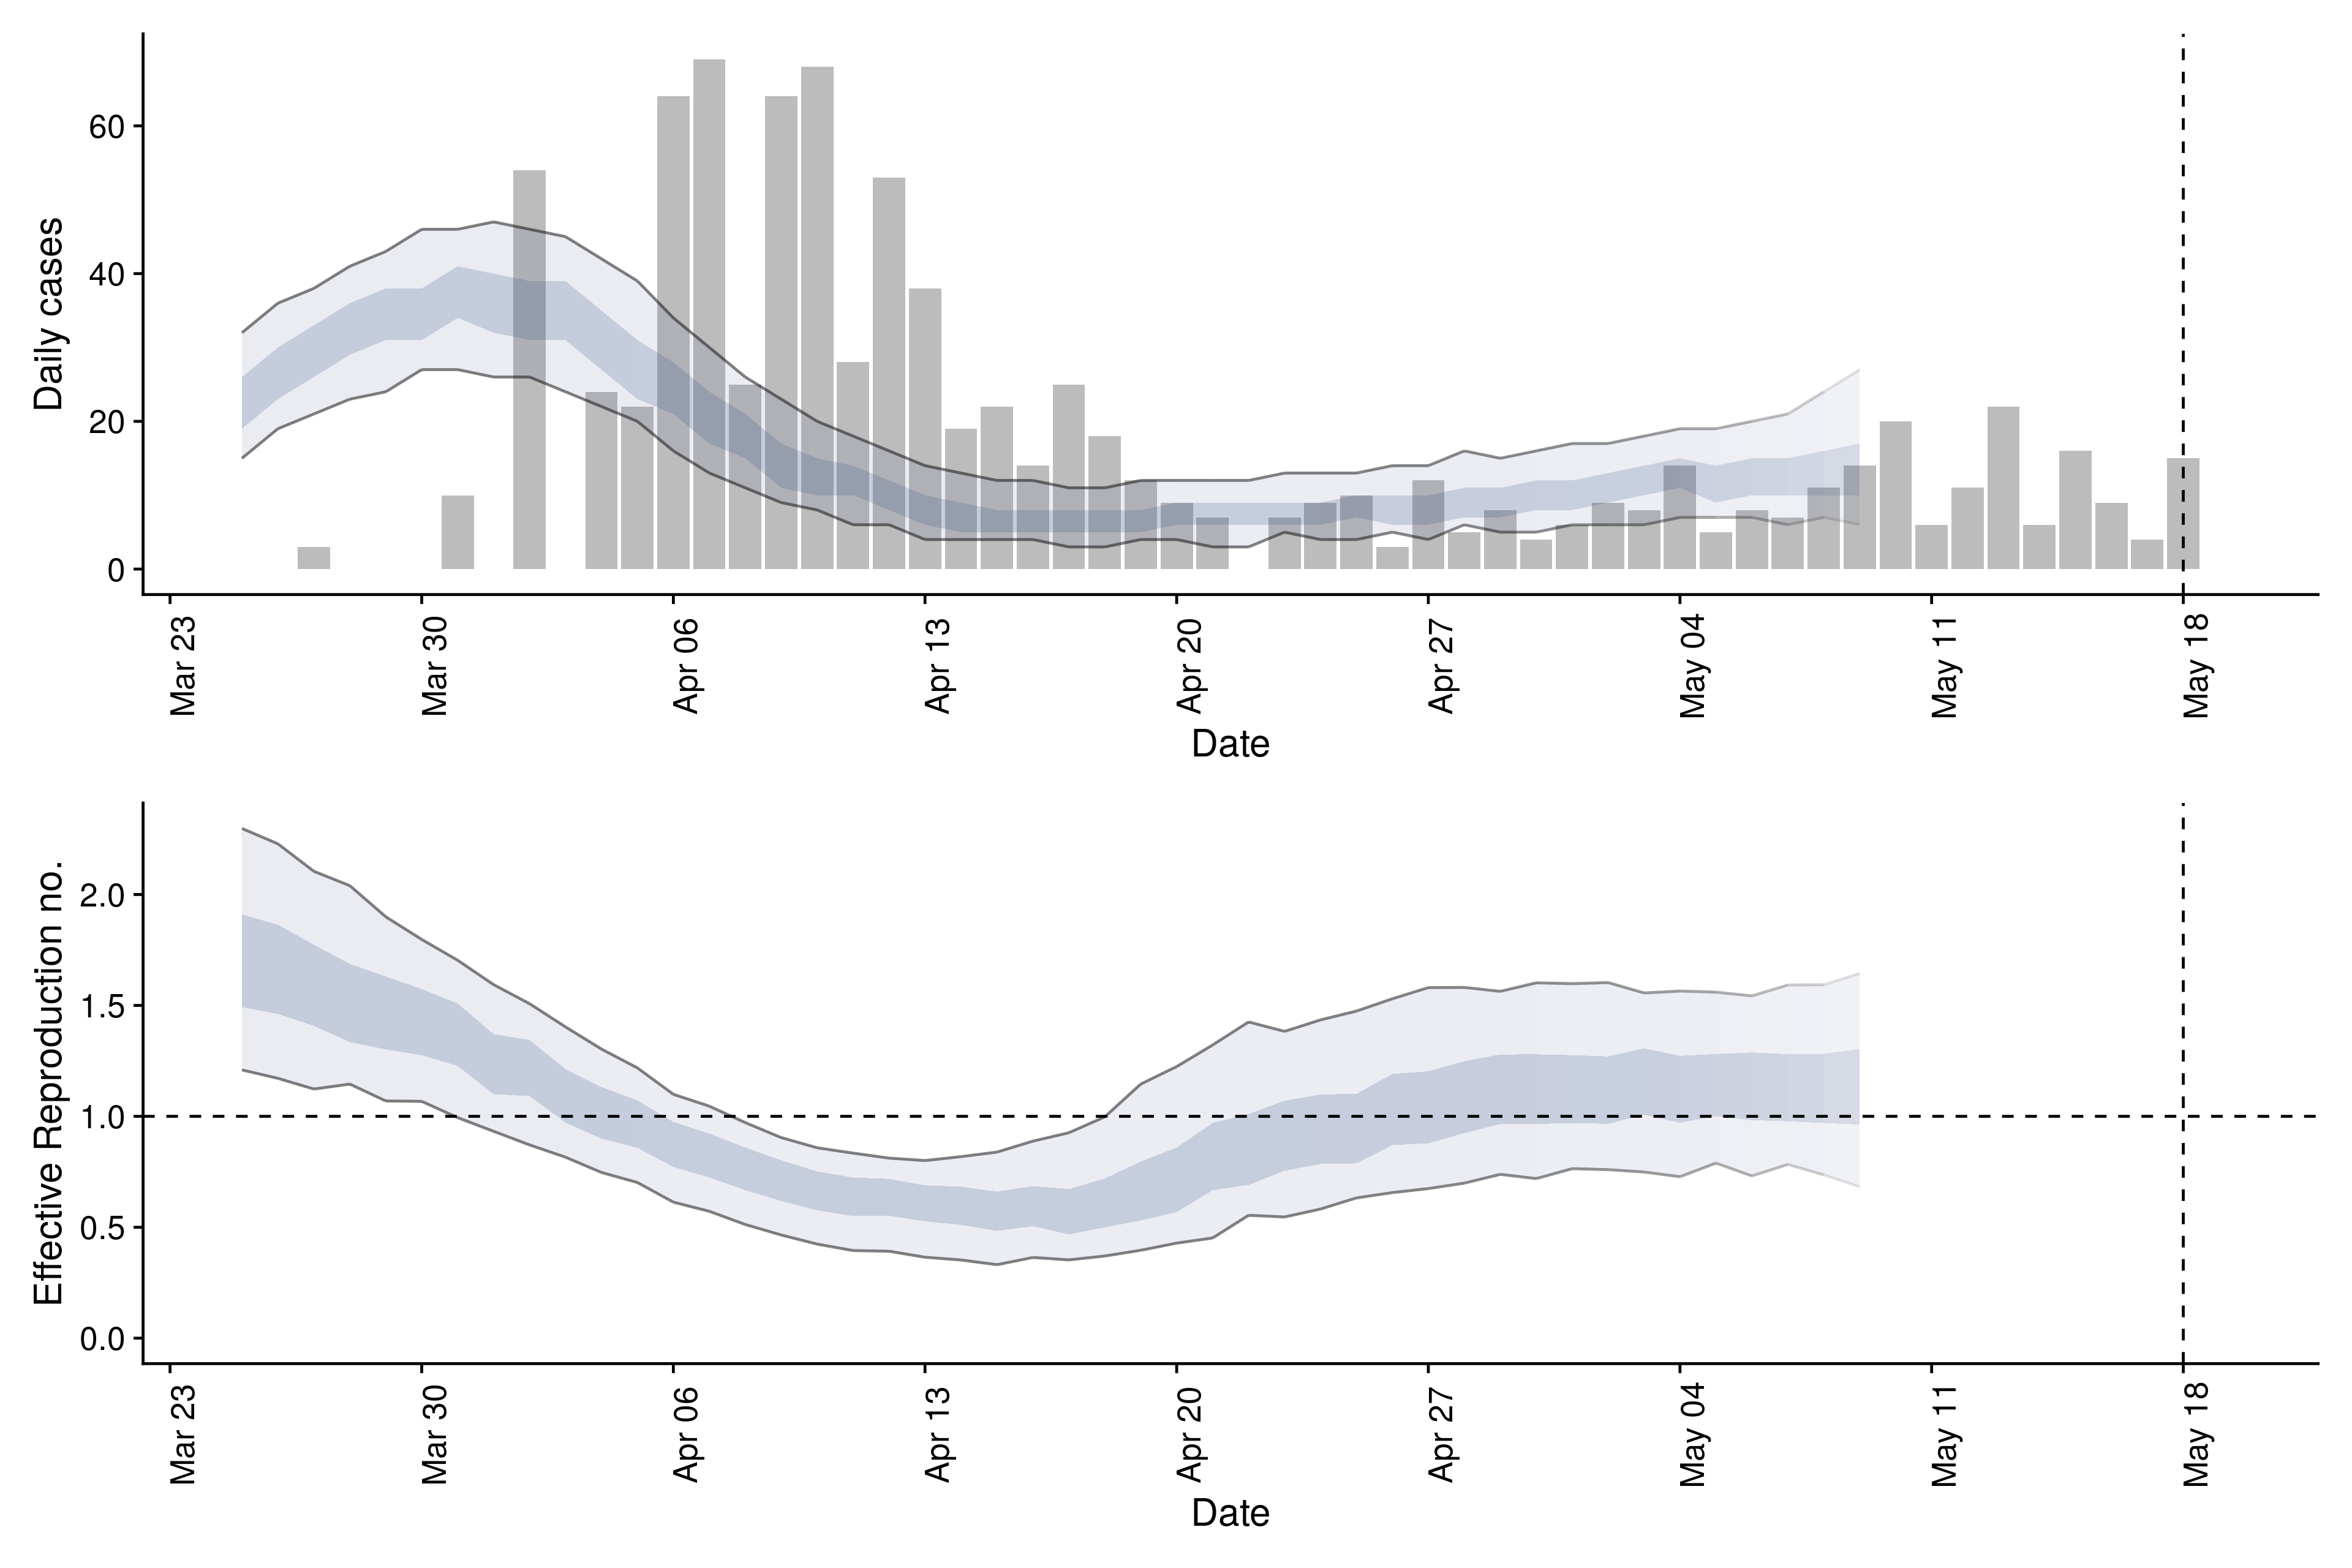 Daily cases
60
40
20
0
Mar 23
Mar 30
Apr 06
Apr 13
Apr 20
Apr 27
May 04
May 11
May 18
Date
Effective Reproduction no.
2.0
1.5
1.0
0.5
0.0
Mar 23
Mar 30
Apr 06
Apr 13
Apr 20
Apr 27
May 04
May 11
May 18
Date